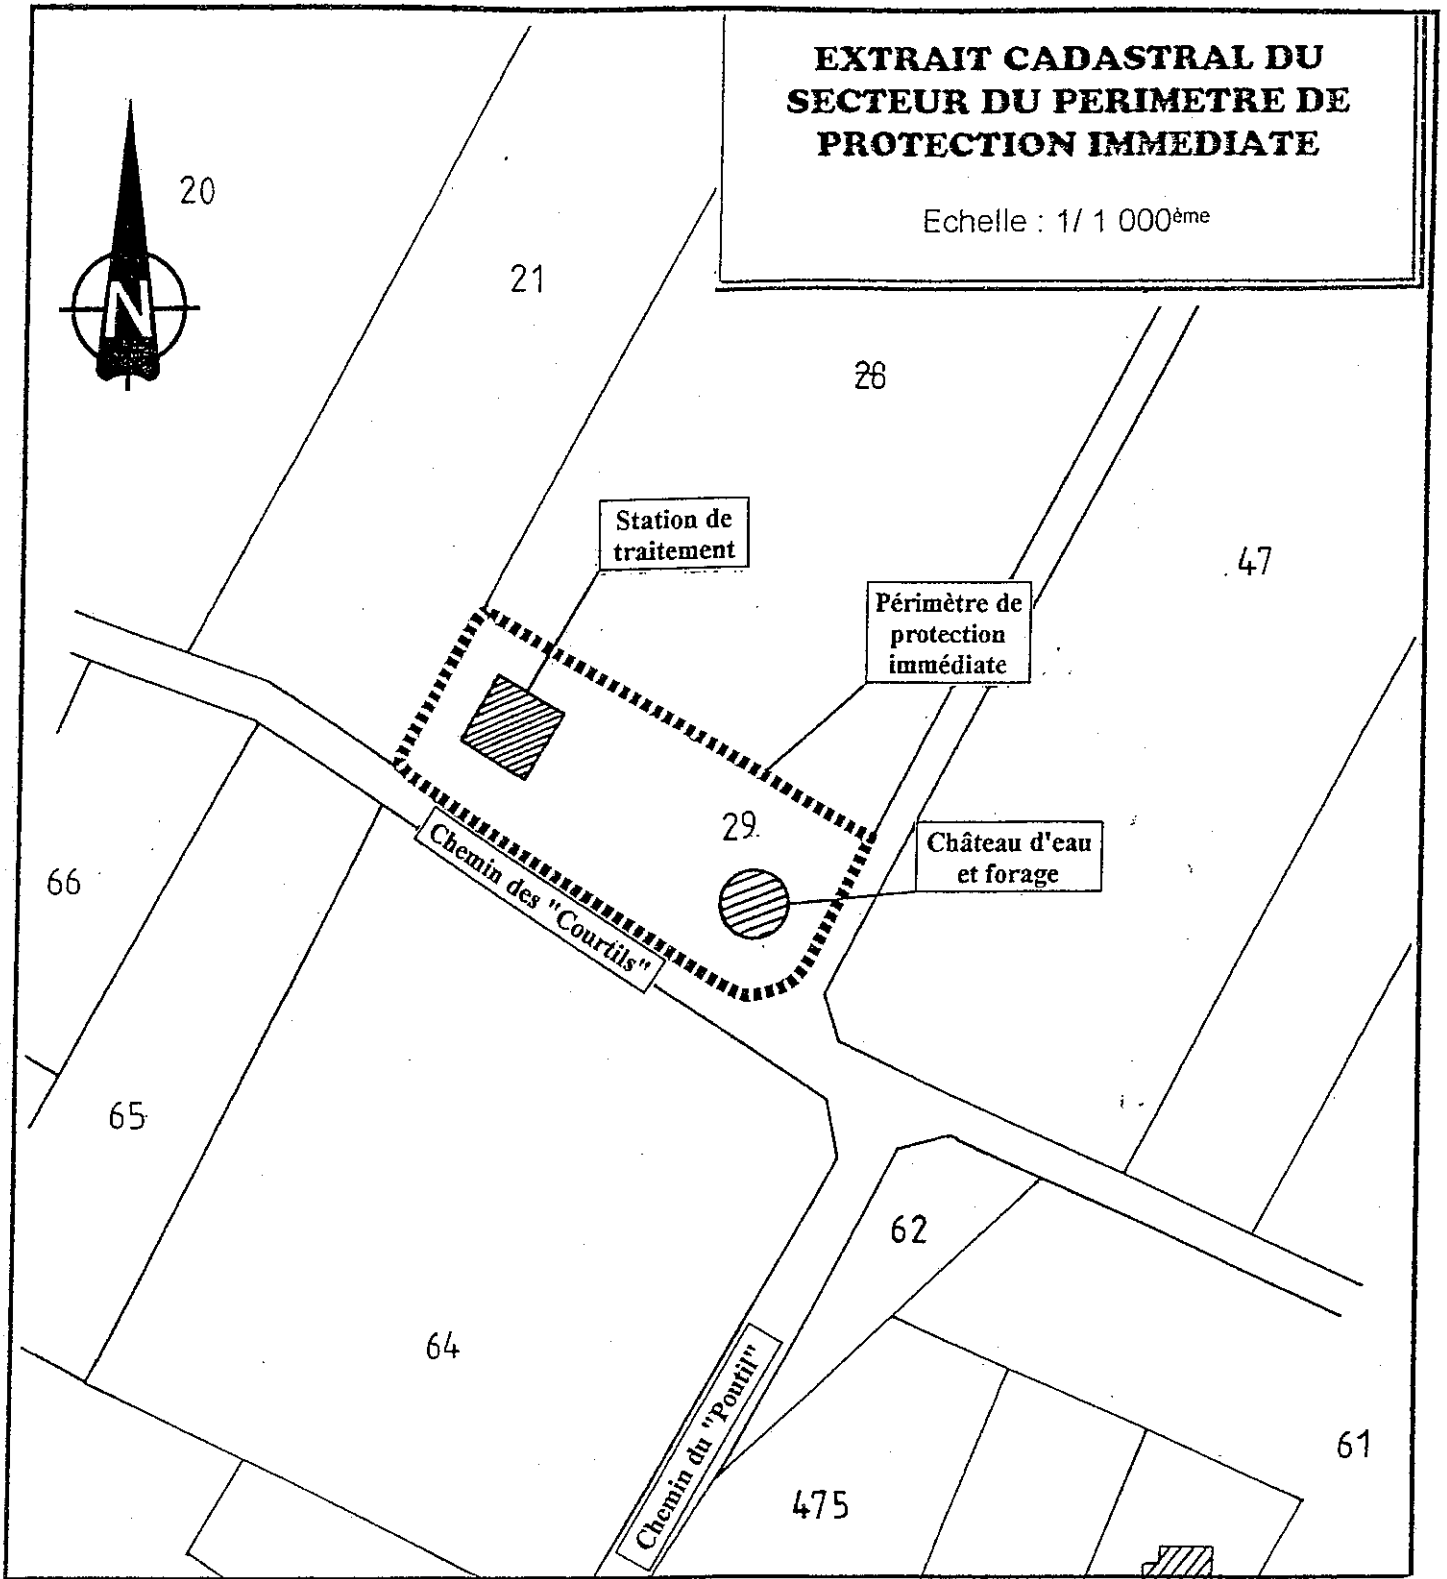 EXTRAIT CADASTRAL DU
SECTEUR DU PERIMETRE DE
PROTECTION IMMEDIATE
Echelle : 1/ 1 000ème
N
20
21
28
47
Station de
traitement
Périmètre de
protection
immédiate
29
Château d'eau
et forage
Chemin des "Courtils"
66
65
64
62
Chemin du "Poutil"
61
475